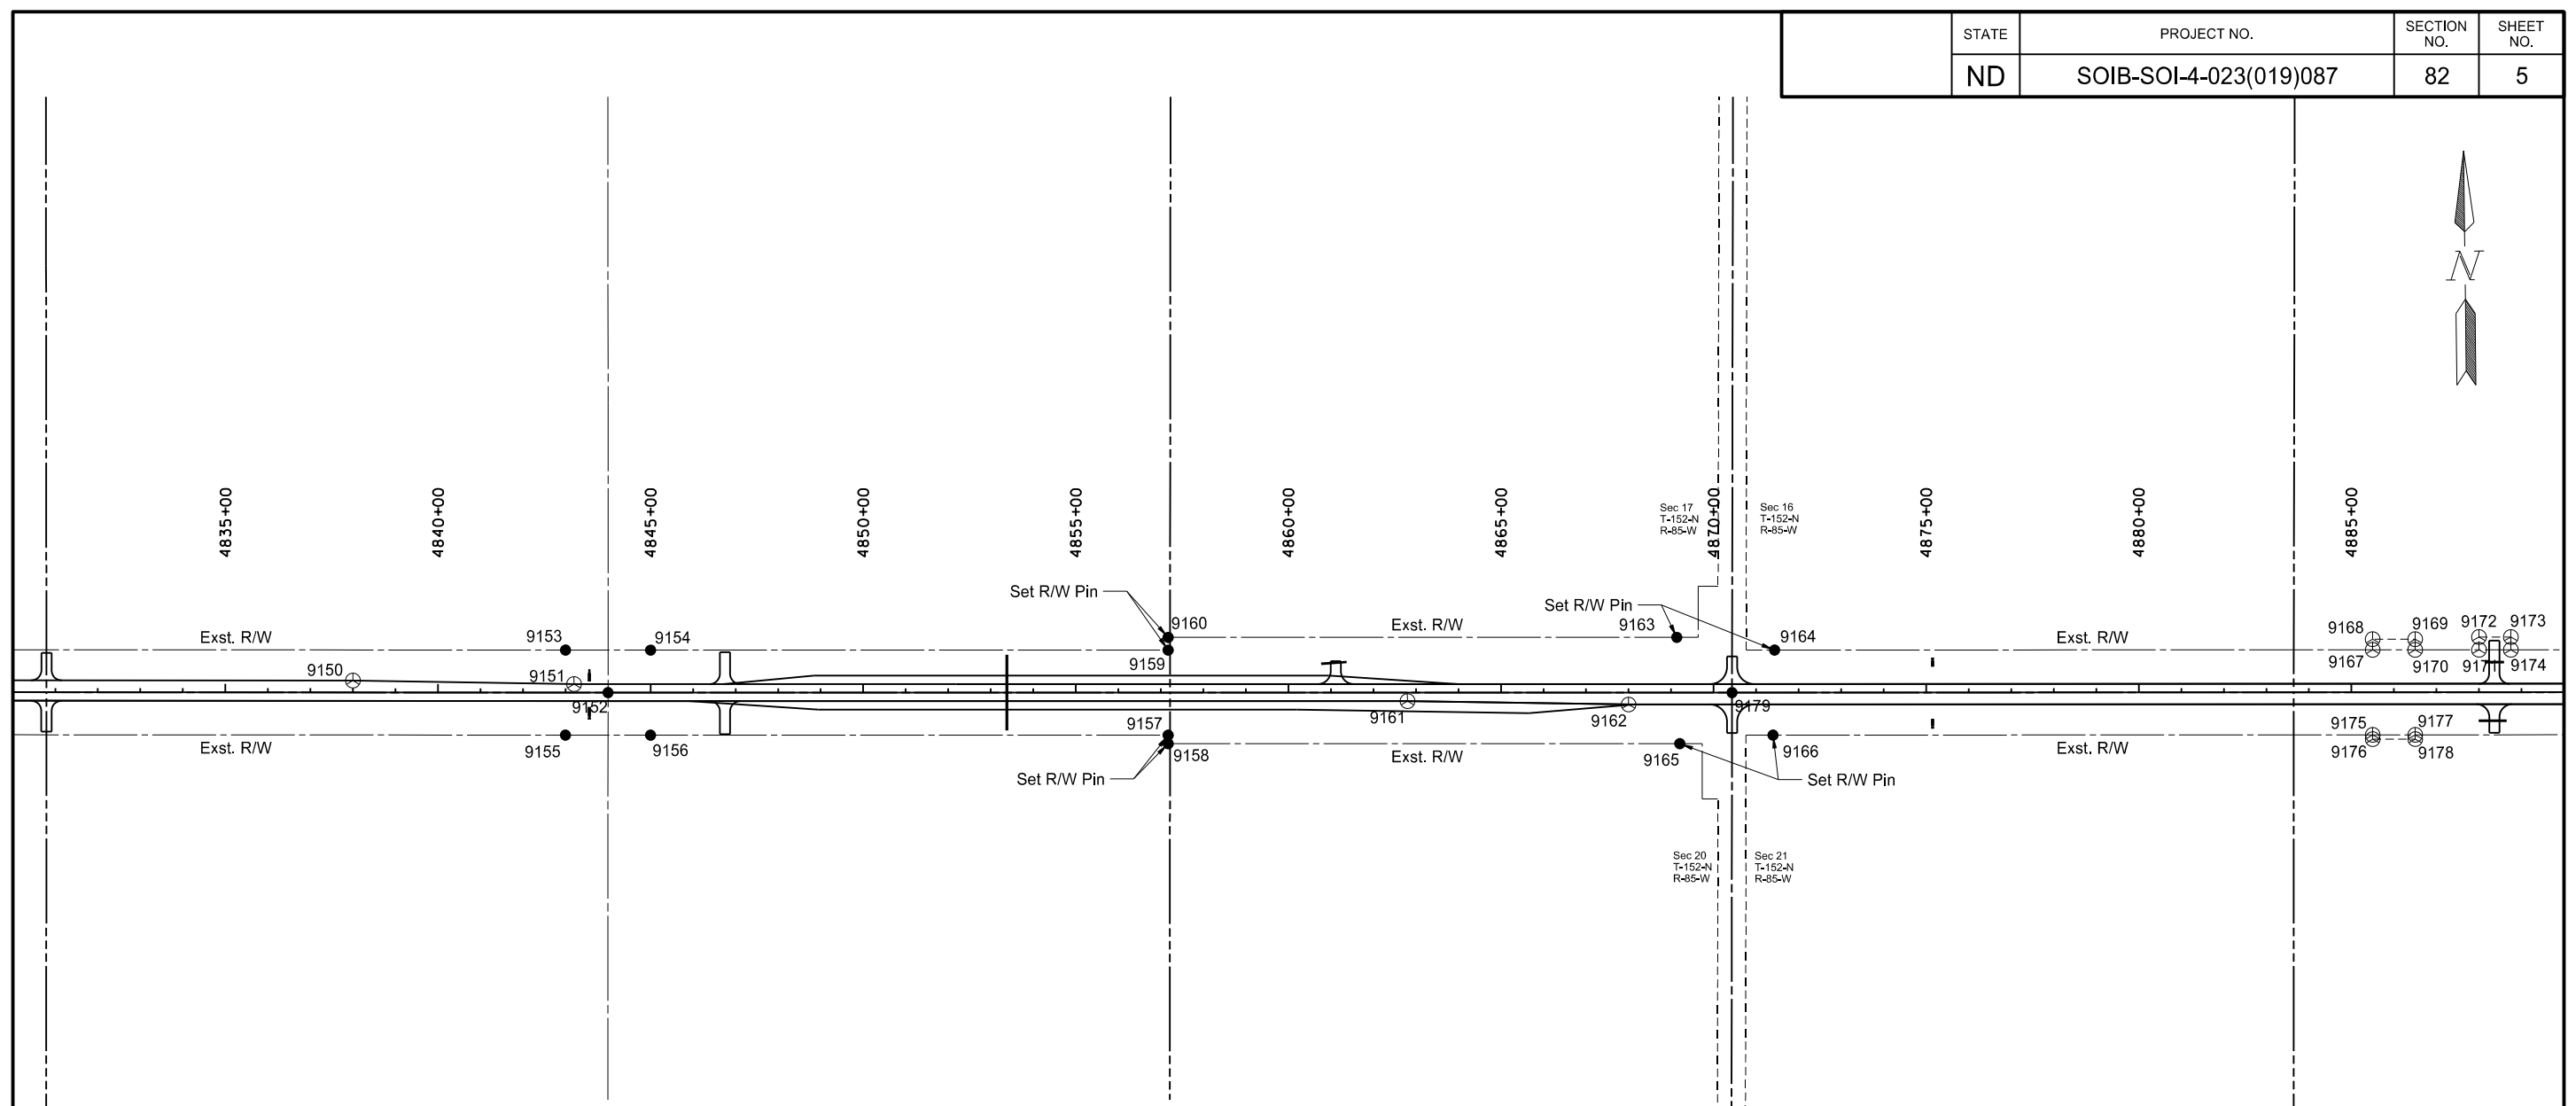 STATE
PROJECT NO.
SECTION
NO.
SHEET
NO.
ND
SOIB-SOI-4-023(019)087
82
5
N
4835+00
4840+00
4845+00
4850+00
4855+00
4860+00
4865+00
4870+00
4875+00
4880+00
4885+00
Sec 17
T-152-N
R-85-W
Sec 16
T-152-N
R-85-W
Set R/W Pin
Set R/W Pin
Exst. R/W
9153
9154
9160
Exst. R/W
9163
9164
Exst. R/W
9168
9169
9172
9173
9150
9151
9159
9167
9170
9171
9174
9152
9161
9162
9179
Exst. R/W
9155
9156
9157
9158
Exst. R/W
9165
9166
Exst. R/W
9175
9177
9176
9178
Set R/W Pin
Set R/W Pin
Sec 20
T-152-N
R-85-W
Sec 21
T-152-N
R-85-W